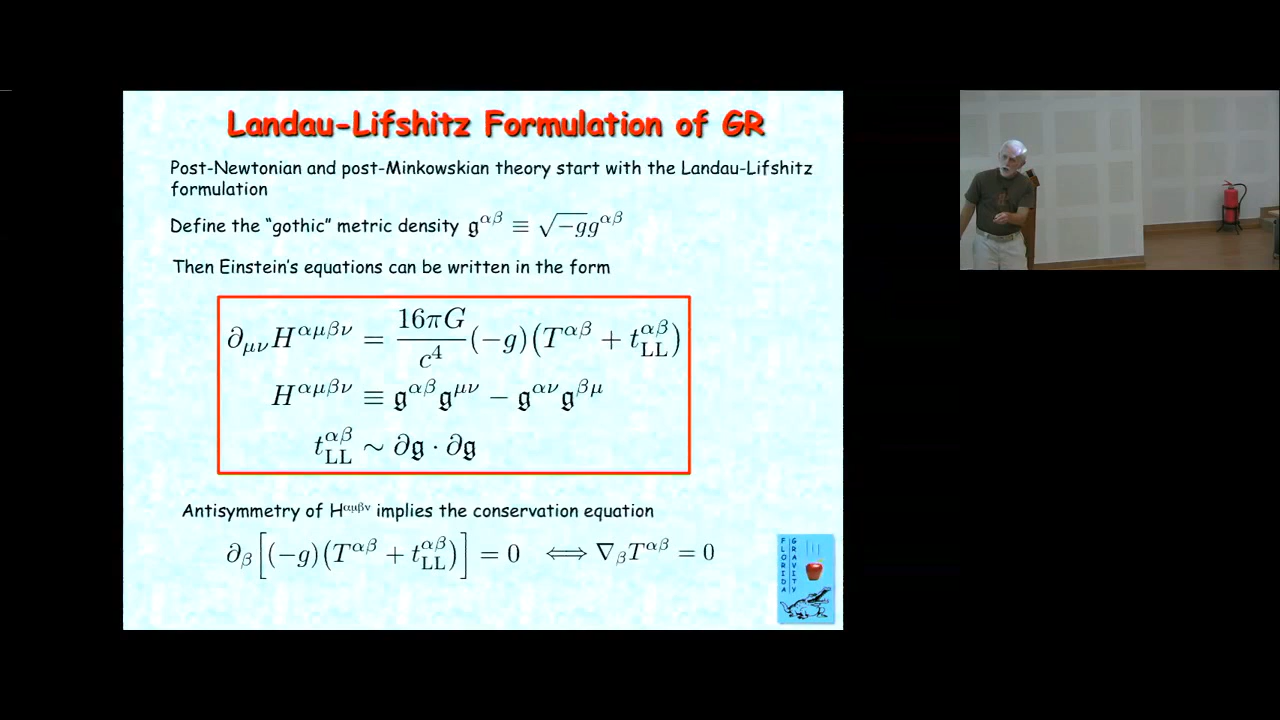 Landau-Lifshitz Formulation of GR
Post-Newtonian and post-Minkowskian theory start with the Landau-Lifshitz
formulation
Define the “gothic” metric density 𝔤^{αβ} ≡ √−g g^{αβ}
Then Einstein’s equations can be written in the form
∂_{μν} H^{αμβν} = \frac{16πG}{c^4} (−g)(T^{αβ} + t^{αβ}_{LL})
H^{αμβν} ≡ 𝔤^{αβ} 𝔤^{μν} − 𝔤^{αν} 𝔤^{βμ}
t^{αβ}_{LL} ∼ ∂𝔤 · ∂𝔤
Antisymmetry of H^{αμβν} implies the conservation equation
∂_β [(−g)(T^{αβ} + t^{αβ}_{LL})] = 0 ⟺ ∇_β T^{αβ} = 0
FLORIDA
GRAVITY